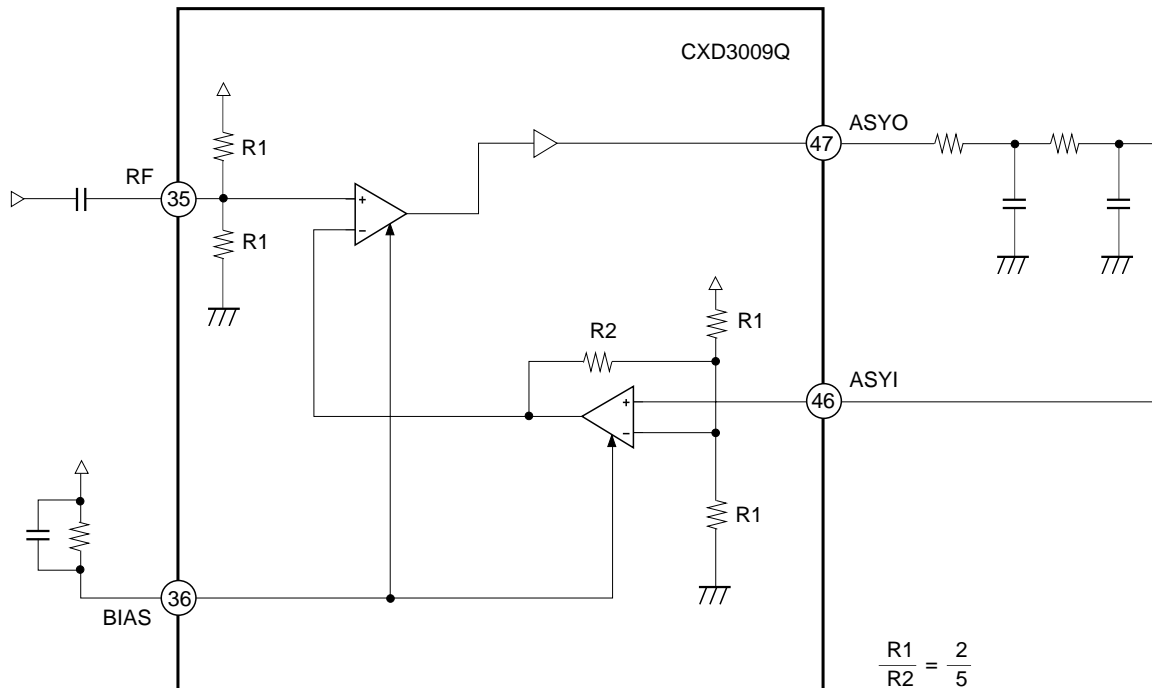 CXD3009Q
ASYO
47
R1
RF
35
+
−
R1
R1
R2
ASYI
46
+
−
R1
BIAS
36
R1
R2
=
2
5